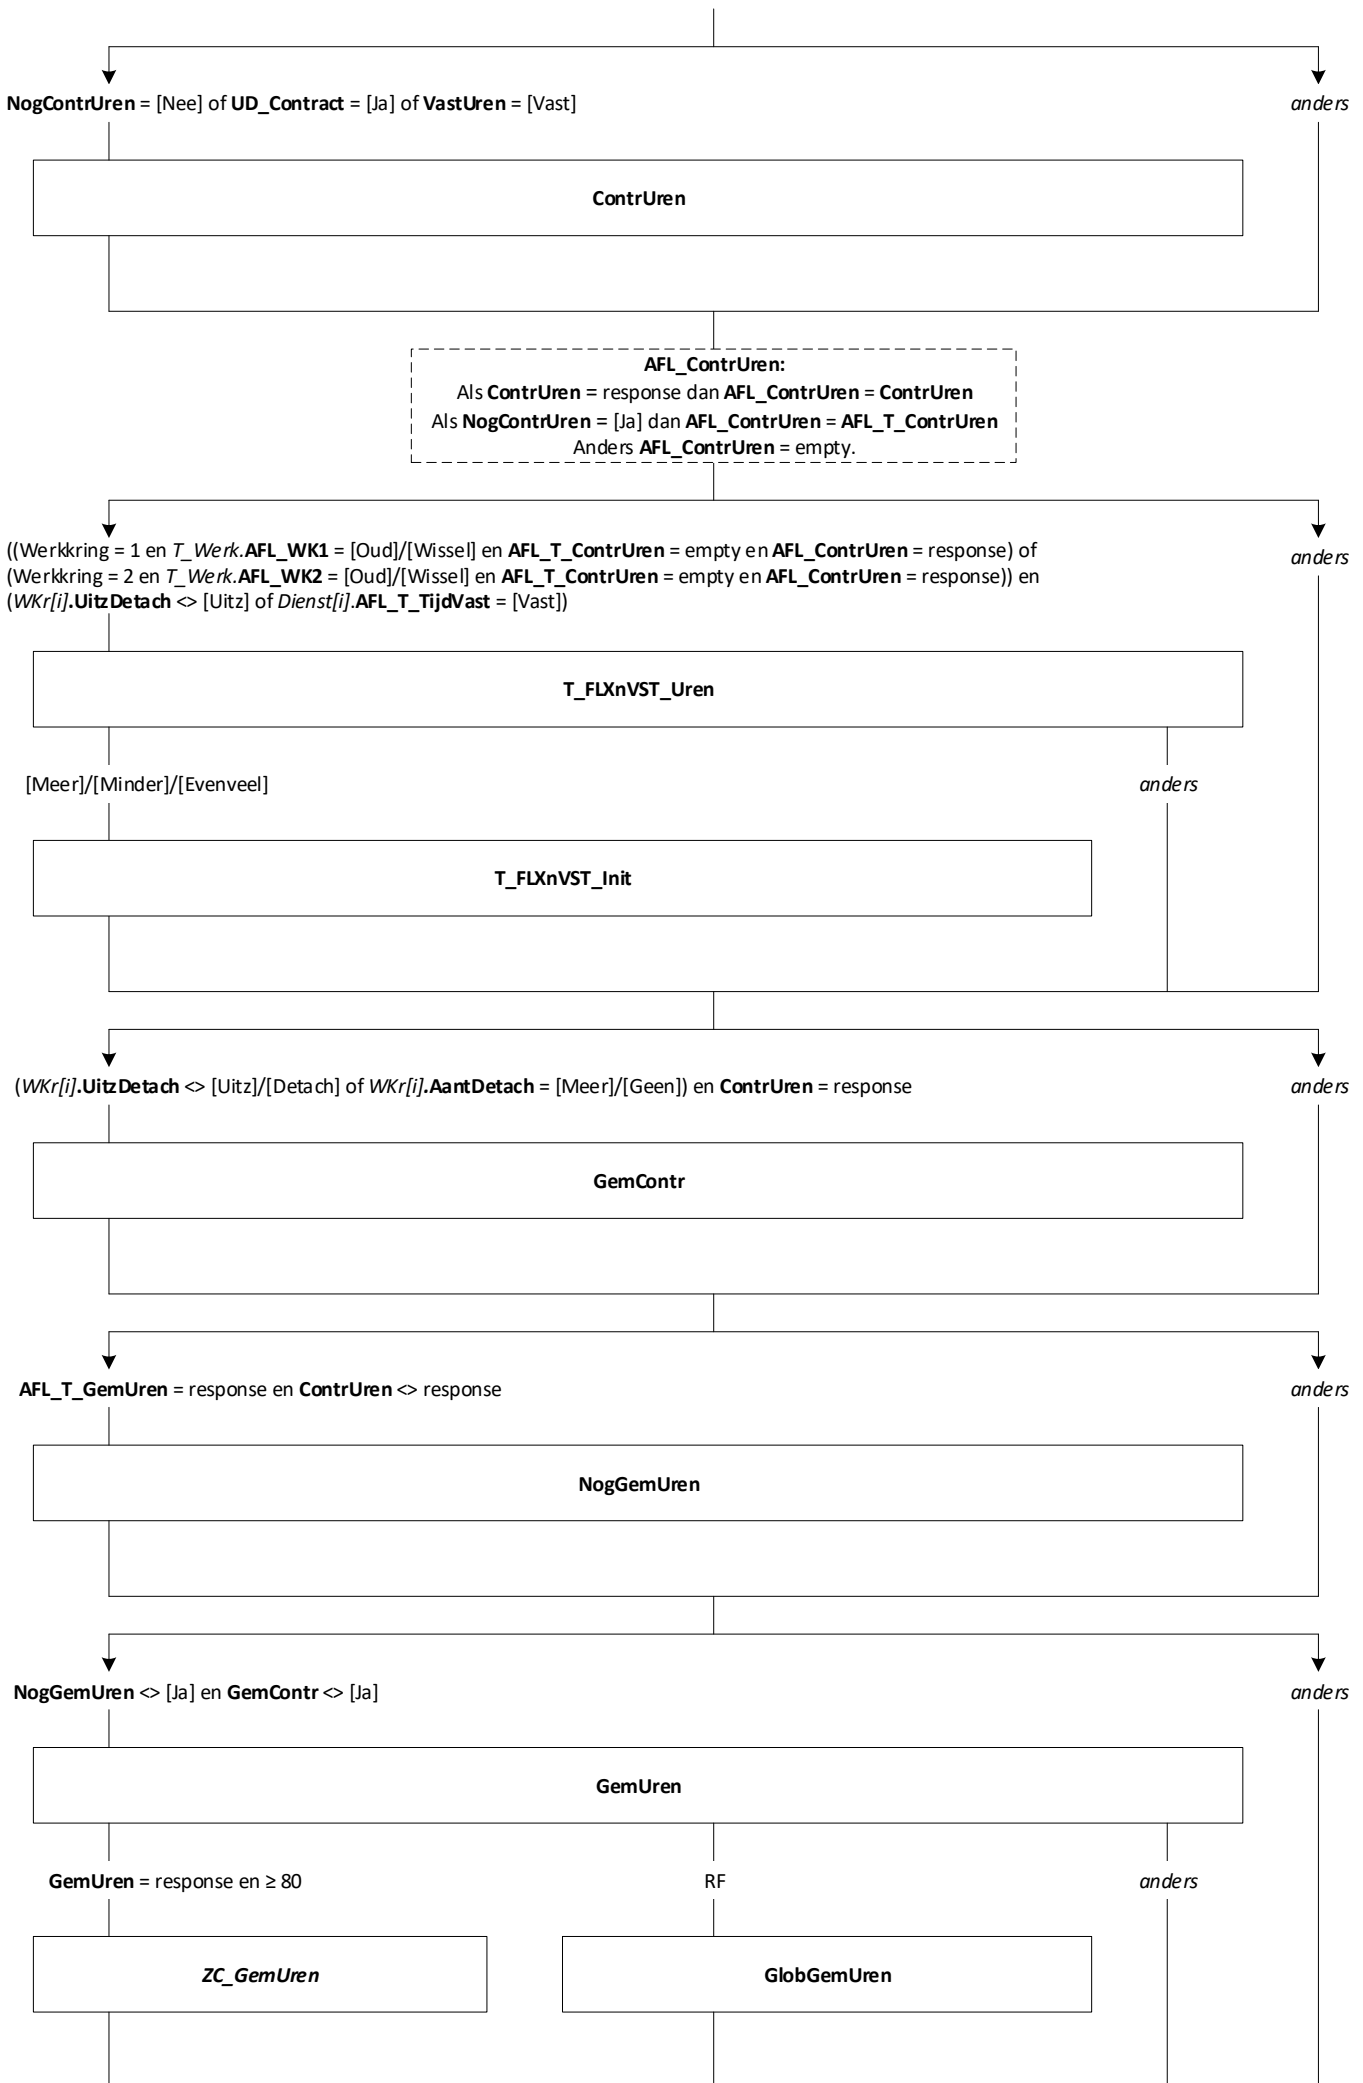 NogContrUren = [Nee] of UD_Contract = [Ja] of VastUren = [Vast]
anders
ContrUren
AFL_ContrUren:
Als ContrUren = response dan AFL_ContrUren = ContrUren
Als NogContrUren = [Ja] dan AFL_ContrUren = AFL_T_ContrUren
Anders AFL_ContrUren = empty.
((Werkkring = 1 en T_Werk.AFL_WK1 = [Oud]/[Wissel] en AFL_T_ContrUren = empty en AFL_ContrUren = response) of
(Werkkring = 2 en T_Werk.AFL_WK2 = [Oud]/[Wissel] en AFL_T_ContrUren = empty en AFL_ContrUren = response)) en
(WKr[i].UitzDetach <> [Uitz] of Dienst[i].AFL_T_TijdVast = [Vast])
anders
T_FLXnVST_Uren
[Meer]/[Minder]/[Evenveel]
anders
T_FLXnVST_Init
(WKr[i].UitzDetach <> [Uitz]/[Detach] of WKr[i].AantDetach = [Meer]/[Geen]) en ContrUren = response
anders
GemContr
AFL_T_GemUren = response en ContrUren <> response
anders
NogGemUren
NogGemUren <> [Ja] en GemContr <> [Ja]
anders
GemUren
GemUren = response en ≥ 80
RF
anders
ZC_GemUren
GlobGemUren